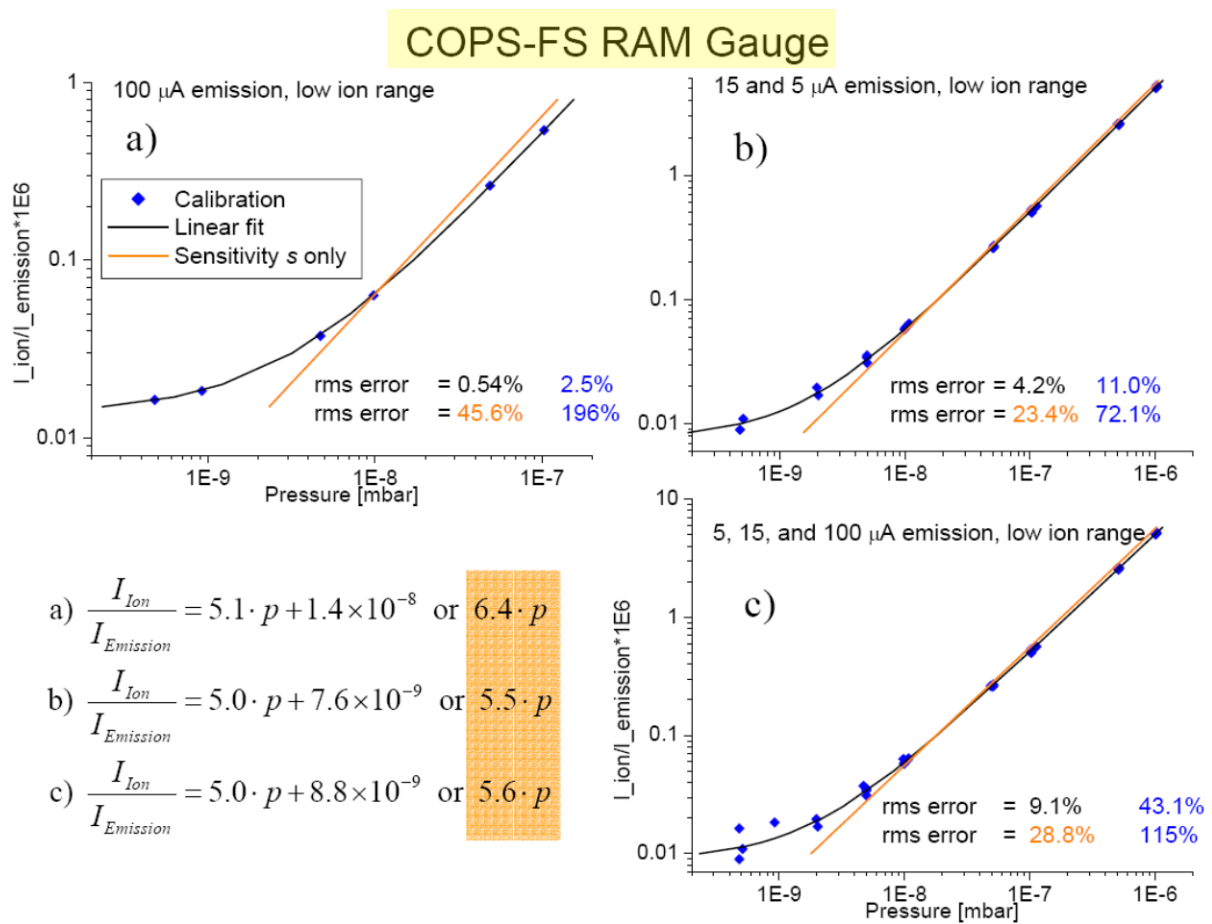 COPS-FS RAM Gauge
100 μA emission, low ion range
a)
Calibration
Linear fit
Sensitivity s only
rms error = 0.54% 2.5%
rms error = 45.6% 196%
1
0.1
0.01
I_ion/I_emission*1E6
1E-9 1E-8 1E-7
Pressure [mbar]
15 and 5 μA emission, low ion range
b)
rms error = 4.2% 11.0%
rms error = 23.4% 72.1%
1
0.1
0.01
1E-9 1E-8 1E-7 1E-6
a) I_Ion / I_Emission = 5.1 · p + 1.4 × 10^-8 or 6.4 · p
b) I_Ion / I_Emission = 5.0 · p + 7.6 × 10^-9 or 5.5 · p
c) I_Ion / I_Emission = 5.0 · p + 8.8 × 10^-9 or 5.6 · p
5, 15, and 100 μA emission, low ion range
c)
rms error = 9.1% 43.1%
rms error = 28.8% 115%
10
1
0.1
0.01
I_ion/I_emission*1E6
1E-9 1E-8 1E-7 1E-6
Pressure [mbar]